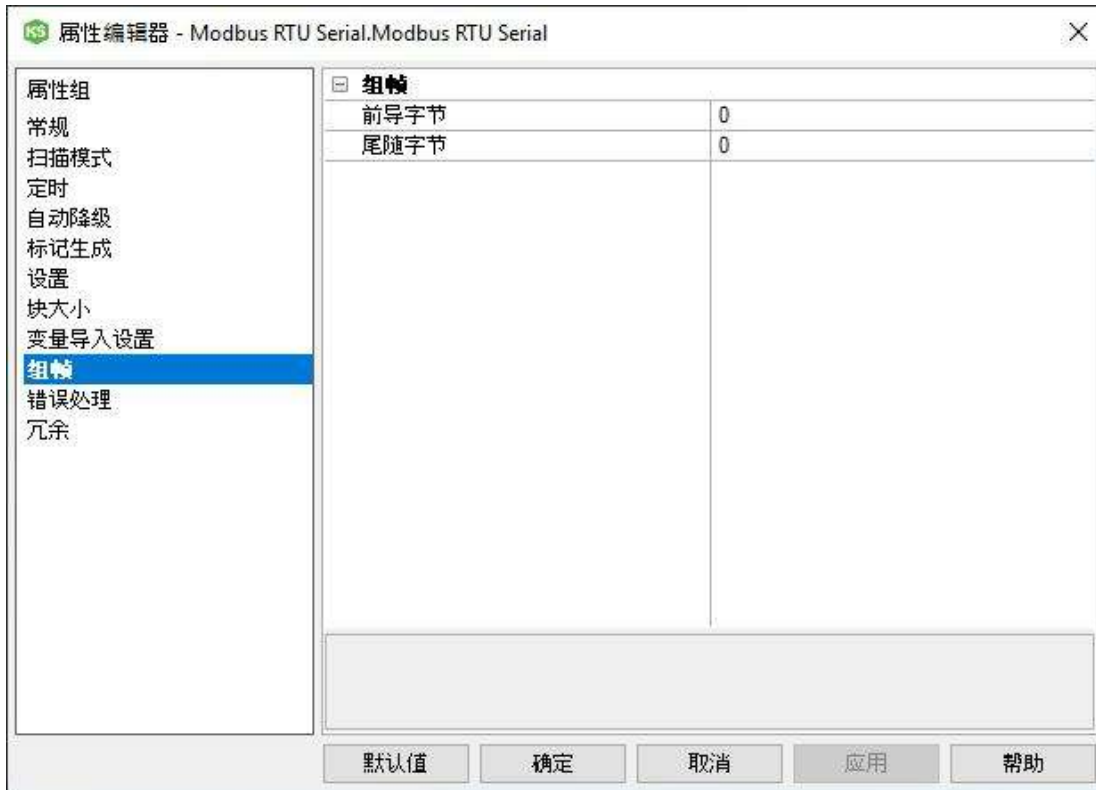 KS 属性编辑器 - Modbus RTU Serial.Modbus RTU Serial
属性组
常规
扫描模式
定时
自动降级
标记生成
设置
块大小
变量导入设置
组帧
错误处理
冗余
组帧
前导字节 0
尾随字节 0
默认值 确定 取消 应用 帮助